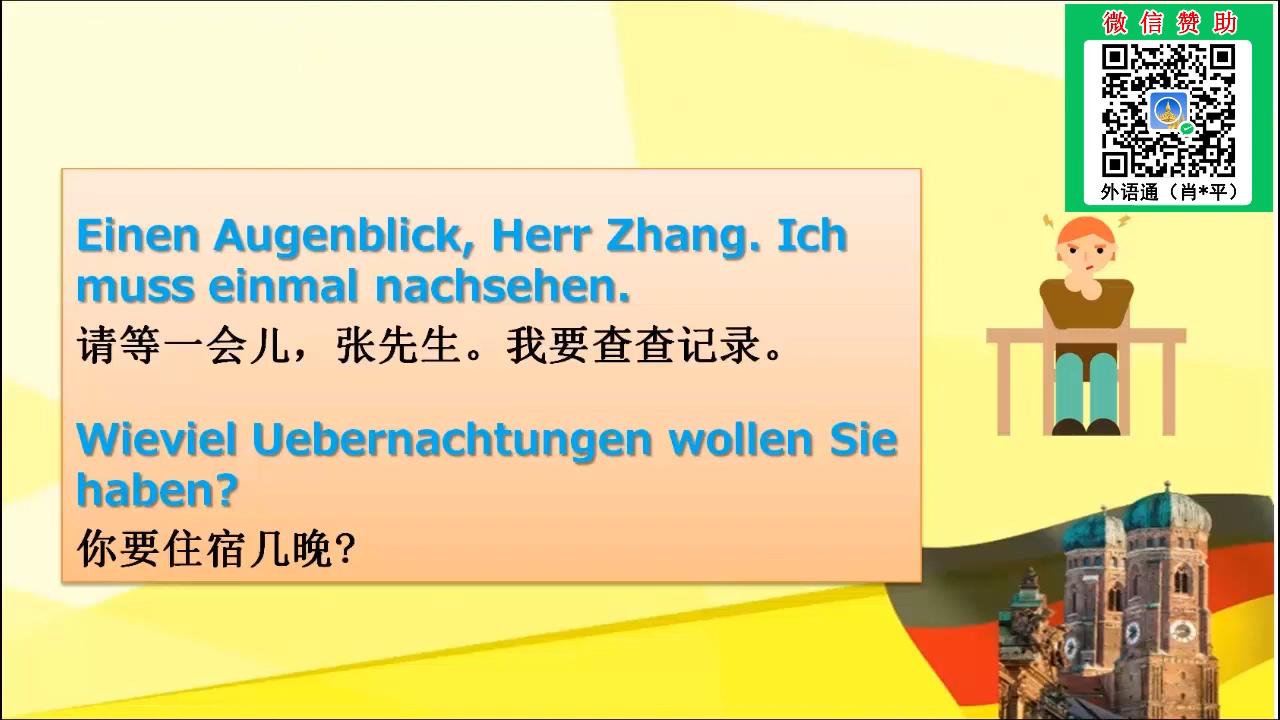 微信赞助
外语通（肖*平）
Einen Augenblick, Herr Zhang. Ich
muss einmal nachsehen.
请等一会儿，张先生。我要查查记录。
Wieviel Uebernachtungen wollen Sie
haben?
你要住宿几晚?